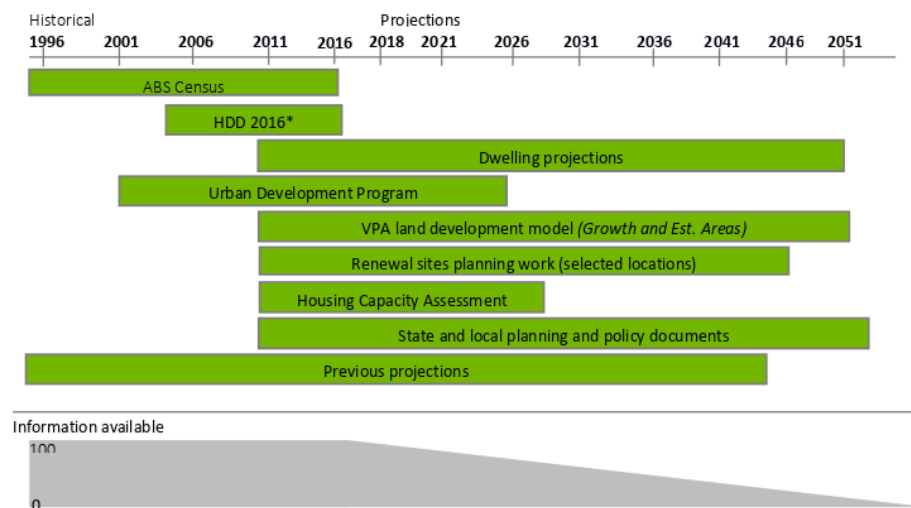 Historical Projections
1996 2001 2006 2011 2016 2018 2021 2026 2031 2036 2041 2046 2051
ABS Census
HDD 2016*
Dwelling projections
Urban Development Program
VPA land development model (Growth and Est. Areas)
Renewal sites planning work (selected locations)
Housing Capacity Assessment
State and local planning and policy documents
Previous projections
Information available
100
0